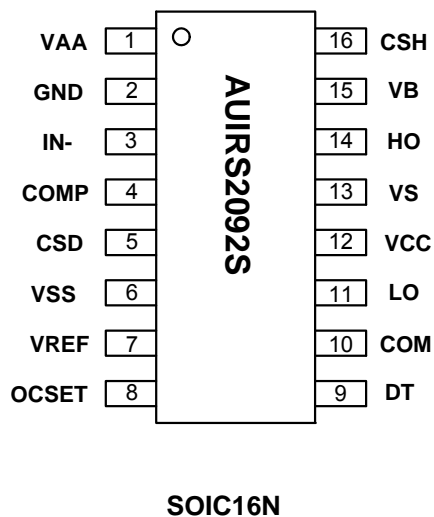 VAA 1 16 CSH
GND 2 15 VB
IN- 3 14 HO
COMP 4 13 VS
CSD 5 12 VCC
VSS 6 11 LO
VREF 7 10 COM
OCSET 8 9 DT
AUIRS2092S
SOIC16N